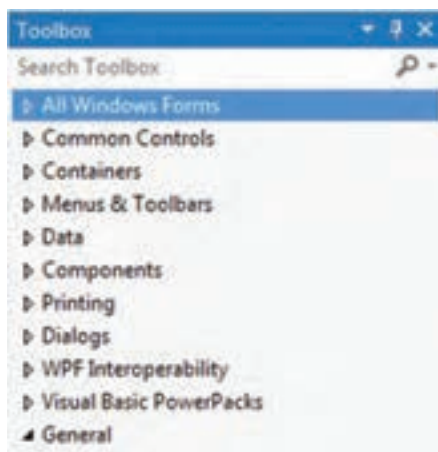 Toolbox
Search Toolbox
All Windows Forms
Common Controls
Containers
Menus & Toolbars
Data
Components
Printing
Dialogs
WPF Interoperability
Visual Basic PowerPacks
General